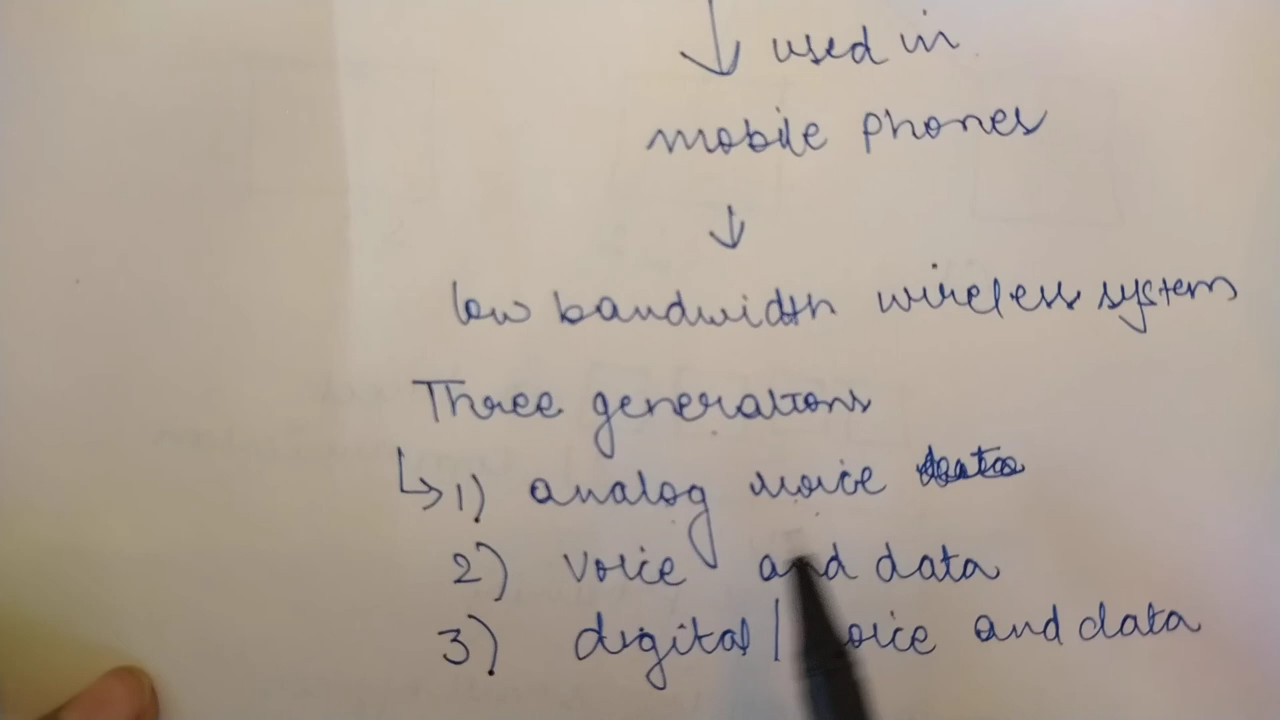 ↓ used in
mobile phones
↓
low bandwidth wireless system
Three generations
↳ 1) analog voice
2) voice and data
3) digital / voice and data